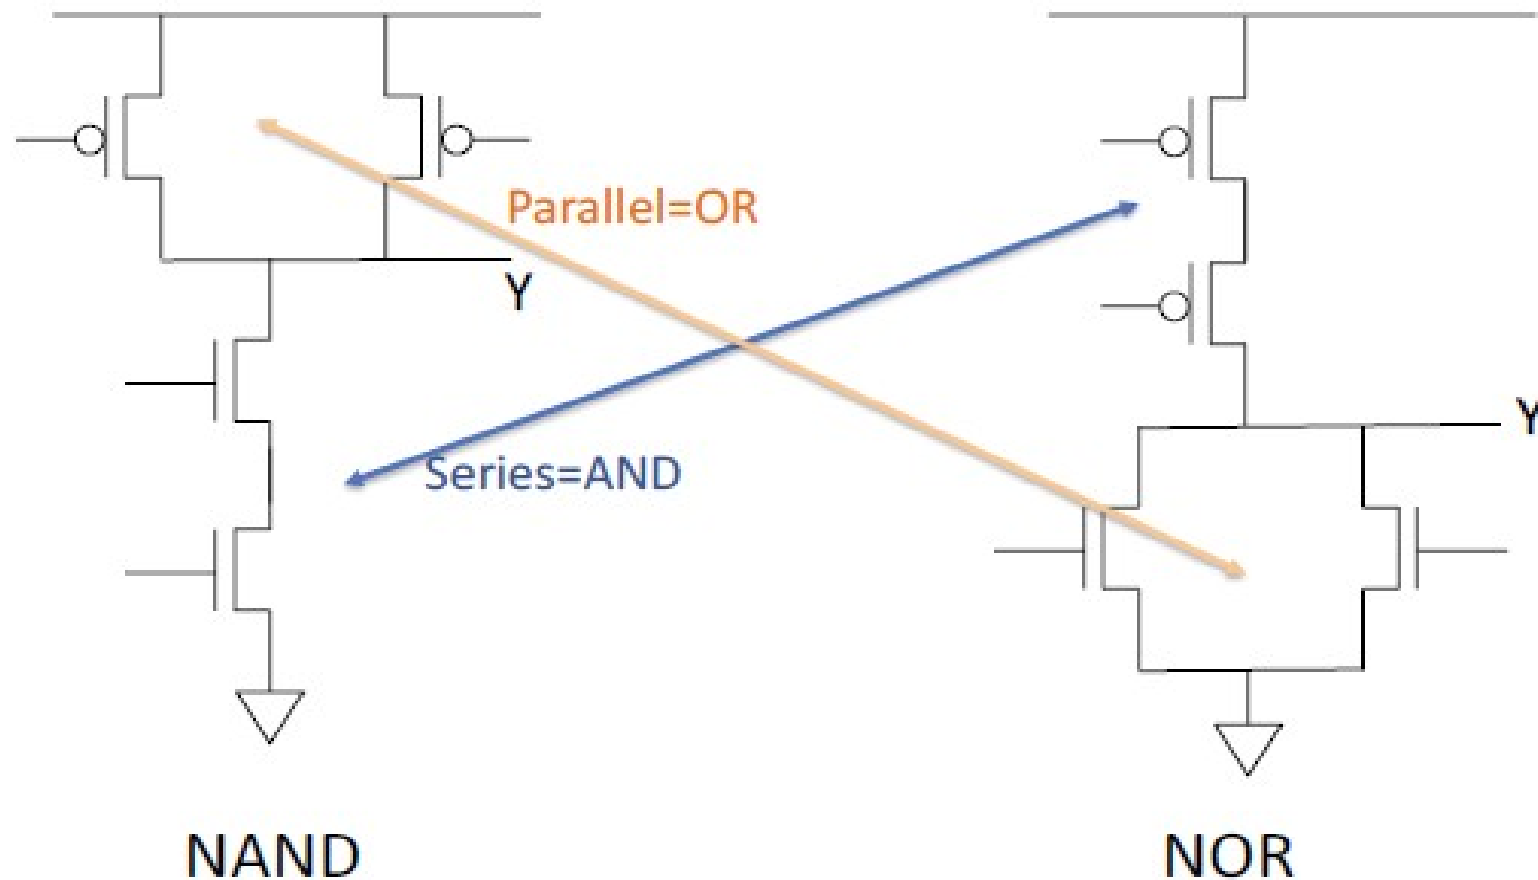 Parallel=OR
Y
Y
Series=AND
NAND
NOR